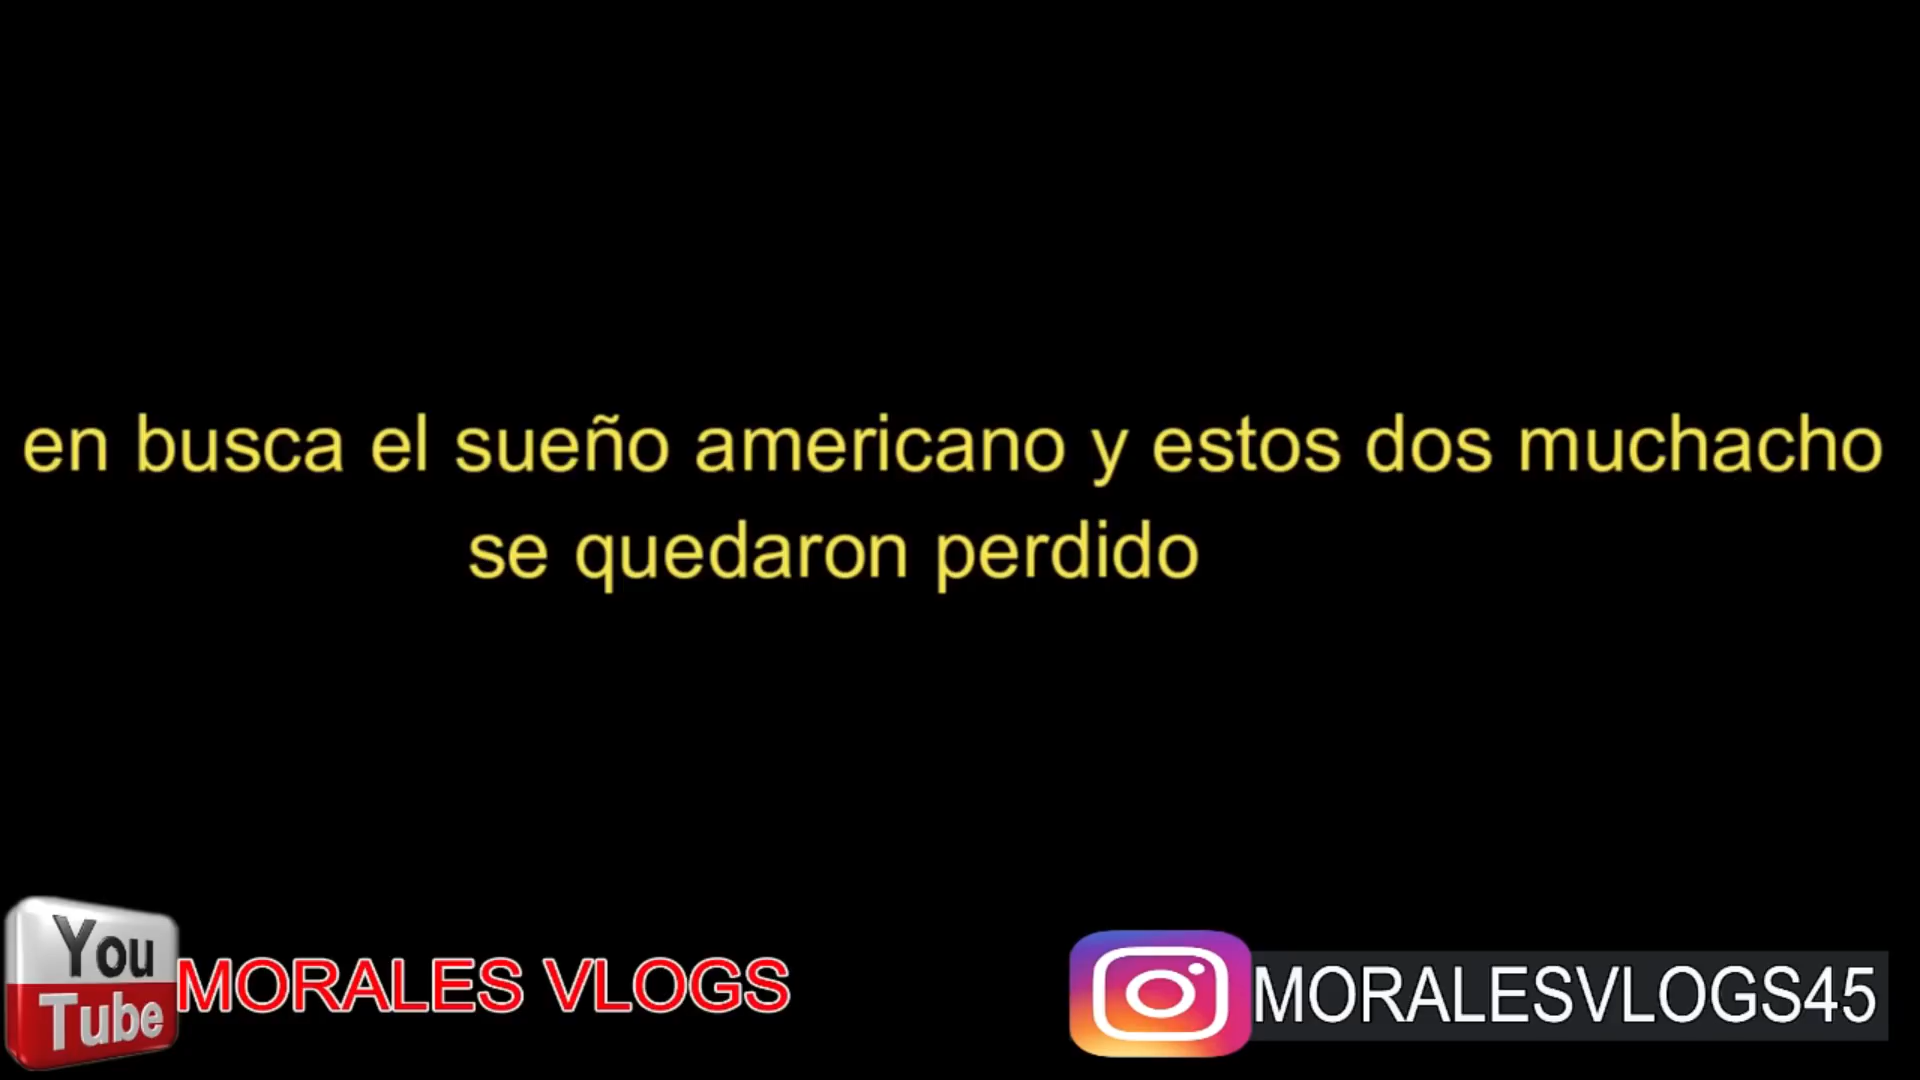 en busca el sueño americano y estos dos muchacho
se quedaron perdido
You
Tube
MORALES VLOGS
MORALESVLOGS45